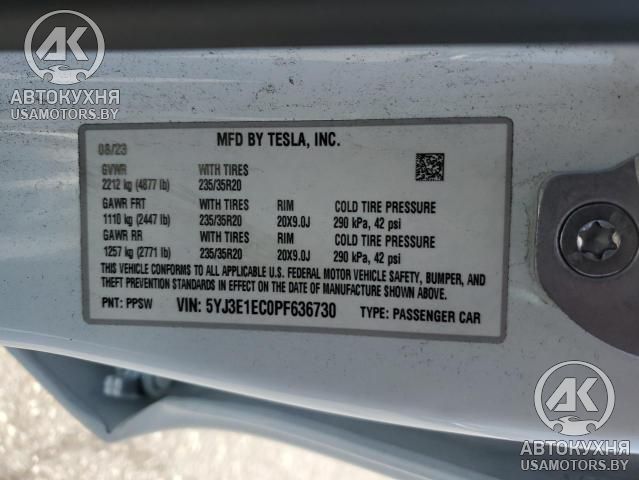 АК
АВТОКУХНЯ
USAMOTORS.BY
MFD BY TESLA, INC.
08/23
GVWR WITH TIRES
2212 kg (4877 lb) 235/35R20
GAWR FRT WITH TIRES RIM COLD TIRE PRESSURE
1110 kg (2447 lb) 235/35R20 20X9.0J 290 kPa, 42 psi
GAWR RR WITH TIRES RIM COLD TIRE PRESSURE
1257 kg (2771 lb) 235/35R20 20X9.0J 290 kPa, 42 psi
THIS VEHICLE CONFORMS TO ALL APPLICABLE U.S. FEDERAL MOTOR VEHICLE SAFETY, BUMPER, AND
THEFT PREVENTION STANDARDS IN EFFECT ON THE DATE OF MANUFACTURE SHOWN ABOVE.
PNT: PPSW VIN: 5YJ3E1EC0PF636730 TYPE: PASSENGER CAR
АК
АВТОКУХНЯ
USAMOTORS.BY